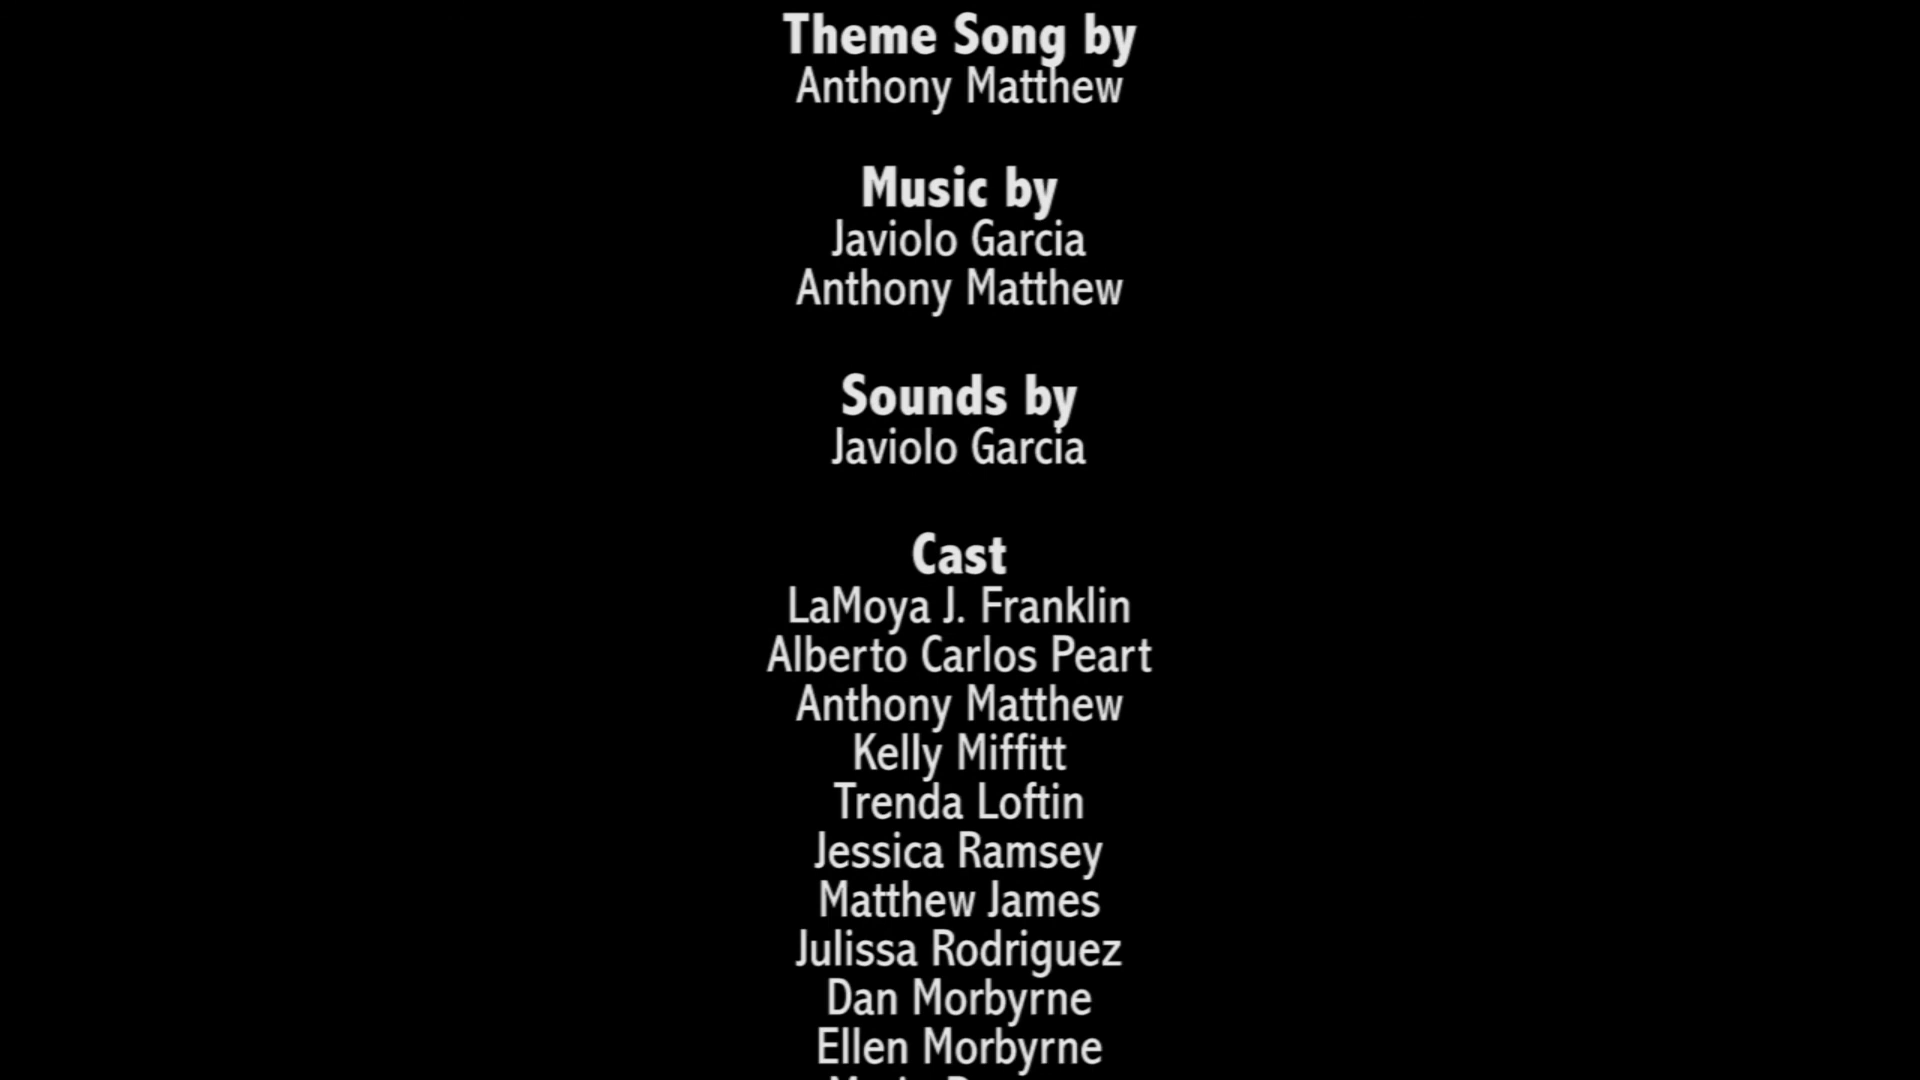 Theme Song by
Anthony Matthew
Music by
Javiolo Garcia
Anthony Matthew
Sounds by
Javiolo Garcia
Cast
LaMoya J. Franklin
Alberto Carlos Peart
Anthony Matthew
Kelly Miffitt
Trenda Loftin
Jessica Ramsey
Matthew James
Julissa Rodriguez
Dan Morbyrne
Ellen Morbyrne